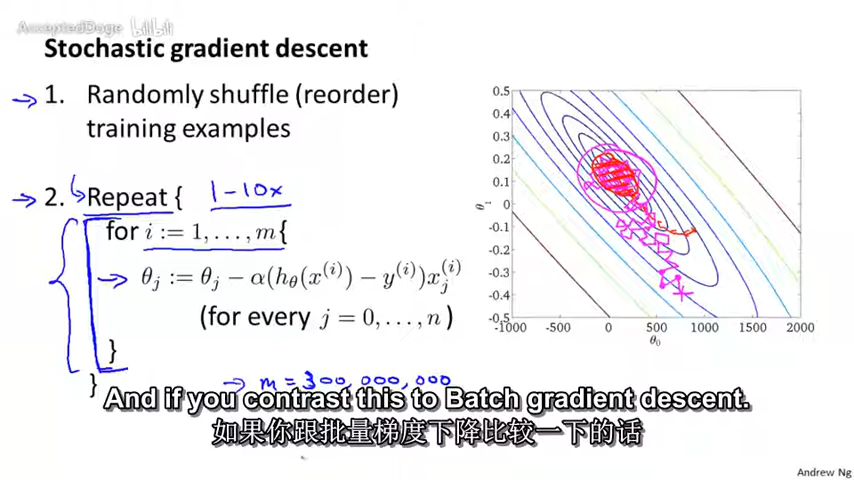 AcceptedDoge bilibili
Stochastic gradient descent
→ 1. Randomly shuffle (reorder)
training examples
→ 2. Repeat { 1-10x
for i := 1, . . . , m {
→ θj := θj − α(hθ(x^(i)) − y^(i))xj^(i)
(for every j = 0, . . . , n )
}
}
→ m = 300,000,000
0.5
0.4
0.3
0.2
0.1
0
-0.1
-0.2
-0.3
-0.4
-0.5
θ1
-1000 -500 0 500 1000 1500 2000
θ0
And if you contrast this to Batch gradient descent.
如果你跟批量梯度下降比较一下的话
Andrew Ng